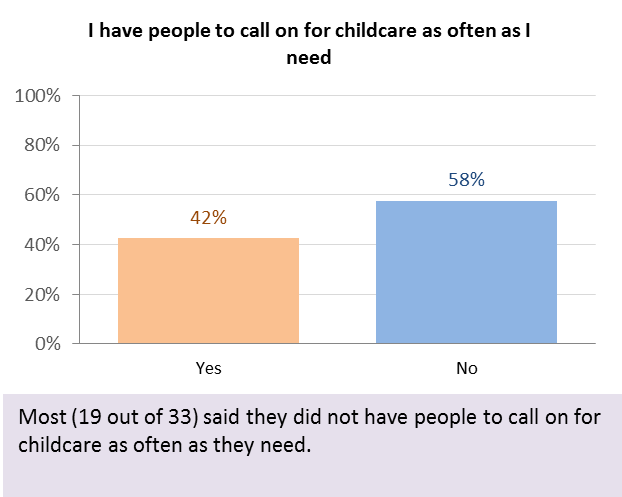 I have people to call on for childcare as often as I
need
100%
80%
60%
40%
20%
0%
42%
58%
Yes
No
Most (19 out of 33) said they did not have people to call on for
childcare as often as they need.